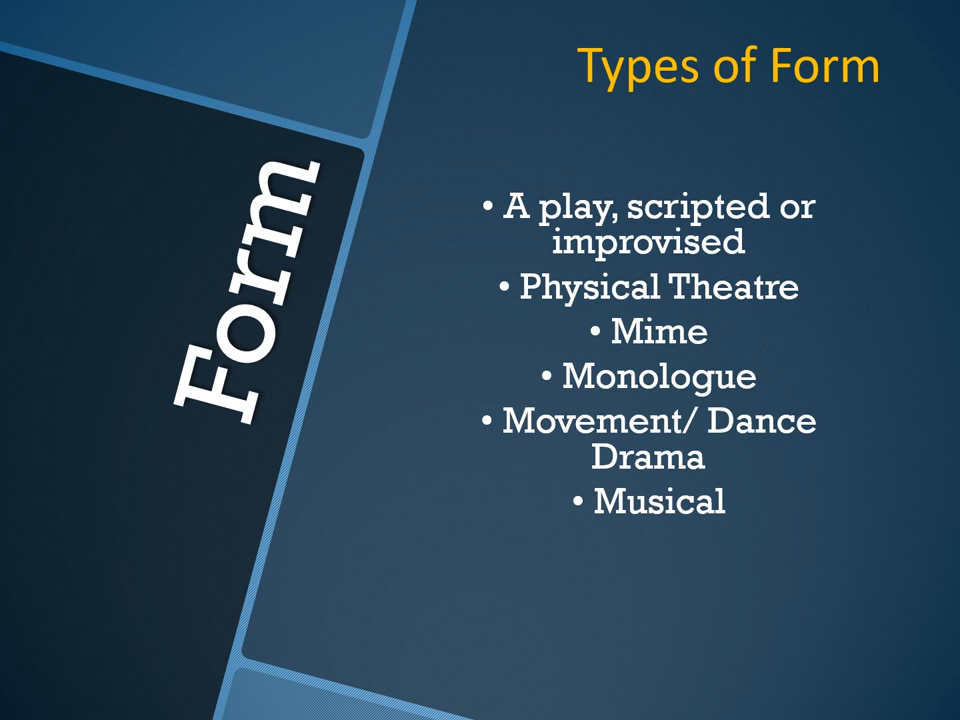 Form
Types of Form
• A play, scripted or
improvised
• Physical Theatre
• Mime
• Monologue
• Movement/ Dance
Drama
• Musical